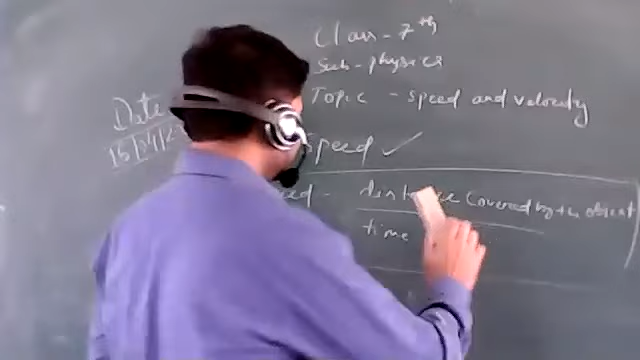 Class - 7th
Sub - physics
Topic - speed and velocity
Date
Speed ✓
distance covered by the object
time